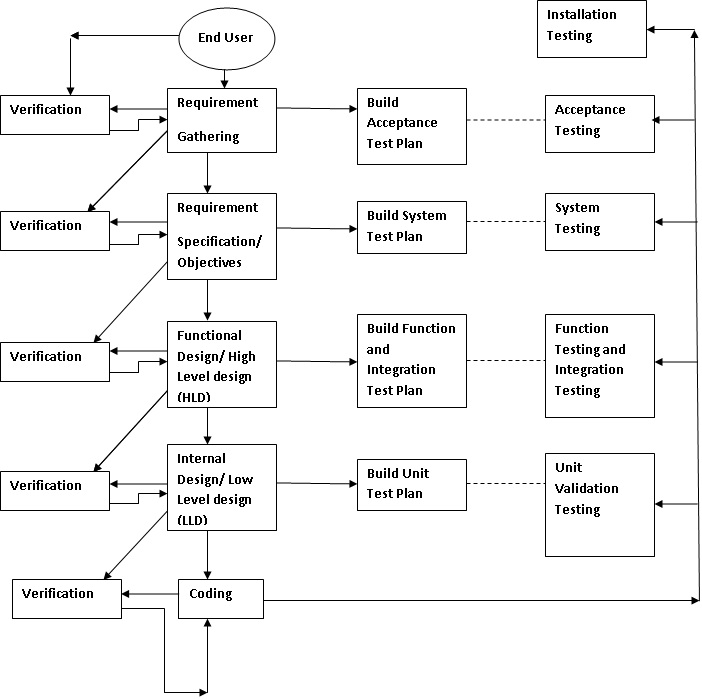 End User
Installation
Testing
Verification
Requirement
Gathering
Build
Acceptance
Test Plan
Acceptance
Testing
Verification
Requirement
Specification/
Objectives
Build System
Test Plan
System
Testing
Verification
Functional
Design/ High
Level design
(HLD)
Build Function
and
Integration
Test Plan
Function
Testing and
Integration
Testing
Verification
Internal
Design/ Low
Level design
(LLD)
Build Unit
Test Plan
Unit
Validation
Testing
Verification
Coding